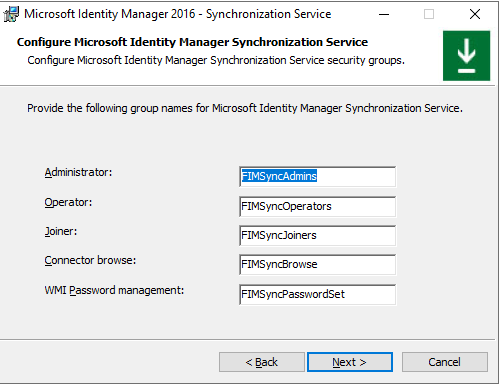 Microsoft Identity Manager 2016 - Synchronization Service
Configure Microsoft Identity Manager Synchronization Service
Configure Microsoft Identity Manager Synchronization Service security groups.
Provide the following group names for Microsoft Identity Manager Synchronization Service.
Administrator: FIMSyncAdmins
Operator: FIMSyncOperators
Joiner: FIMSyncJoiners
Connector browse: FIMSyncBrowse
WMI Password management: FIMSyncPasswordSet
< Back Next > Cancel